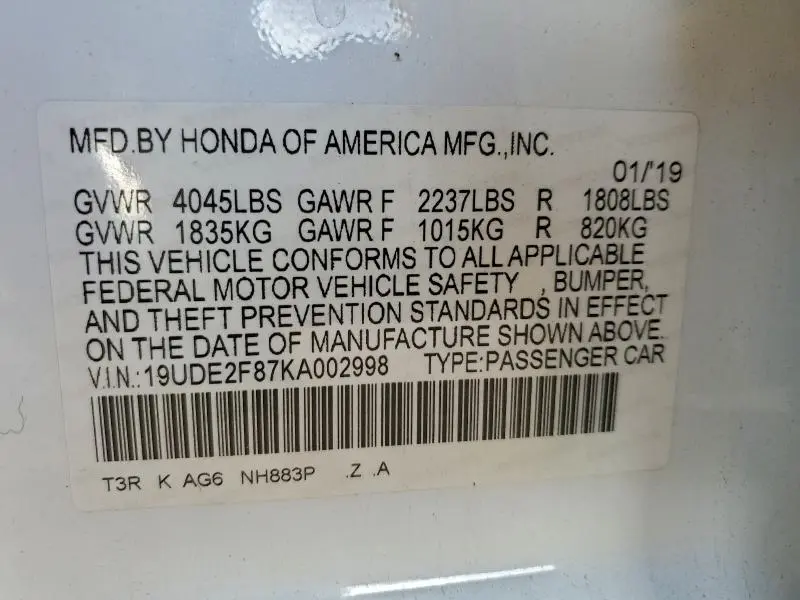 MFD.BY HONDA OF AMERICA MFG.,INC.
01/'19
GVWR 4045LBS GAWR F 2237LBS R 1808LBS
GVWR 1835KG GAWR F 1015KG R 820KG
THIS VEHICLE CONFORMS TO ALL APPLICABLE
FEDERAL MOTOR VEHICLE SAFETY , BUMPER,
AND THEFT PREVENTION STANDARDS IN EFFECT
ON THE DATE OF MANUFACTURE SHOWN ABOVE.
V.I.N.:19UDE2F87KA002998 TYPE:PASSENGER CAR
T3R K AG6 NH883P .Z .A